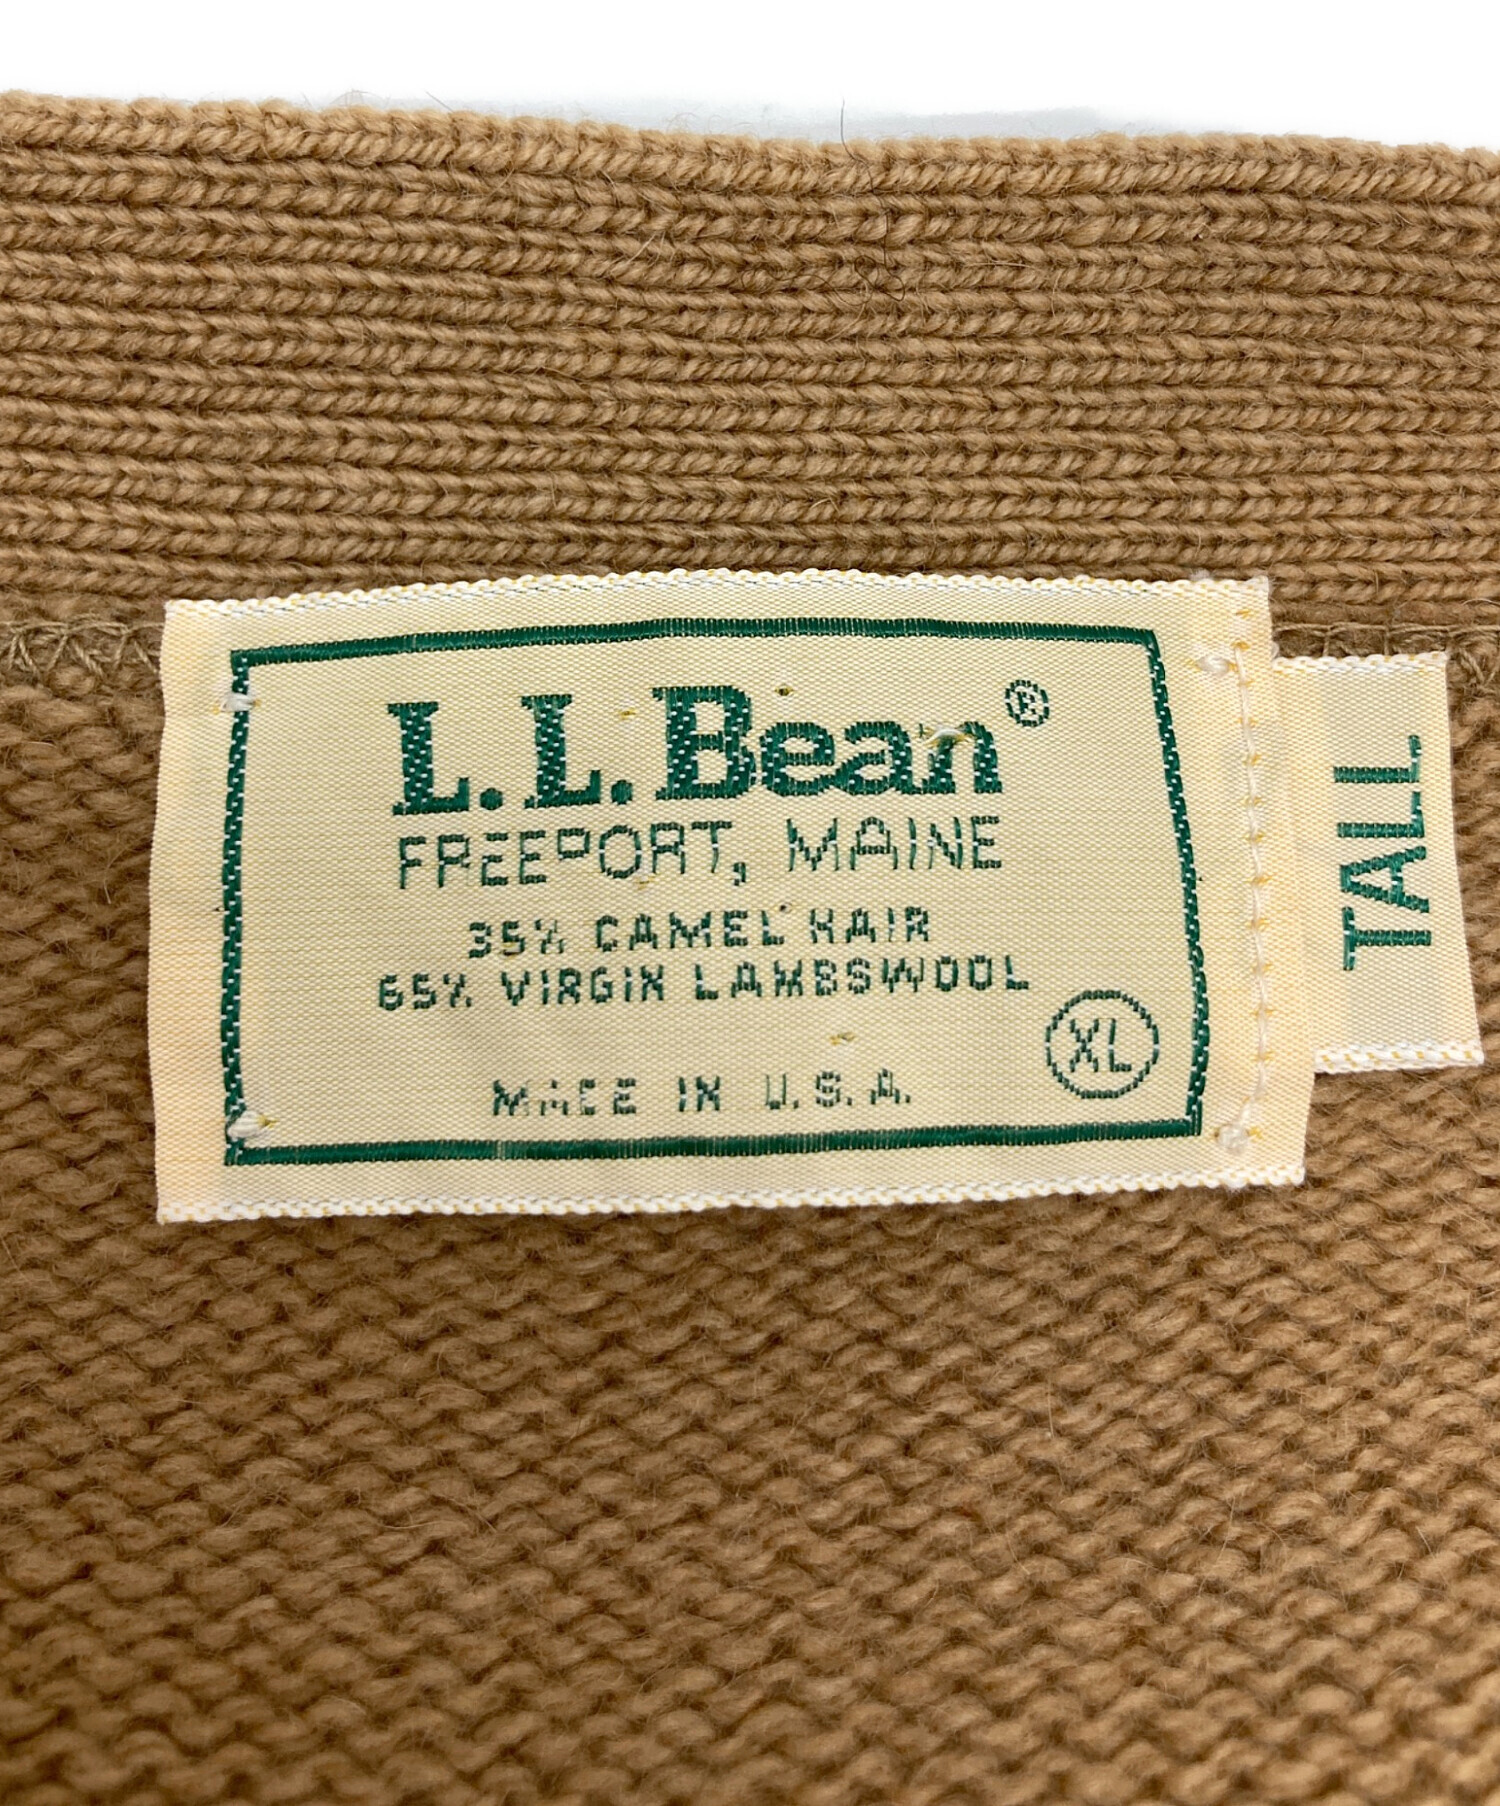 L.L.Bean®
FREEPORT, MAINE
35% CAMEL HAIR
65% VIRGIN LAMBSWOOL
XL
MADE IN U.S.A.
TALL